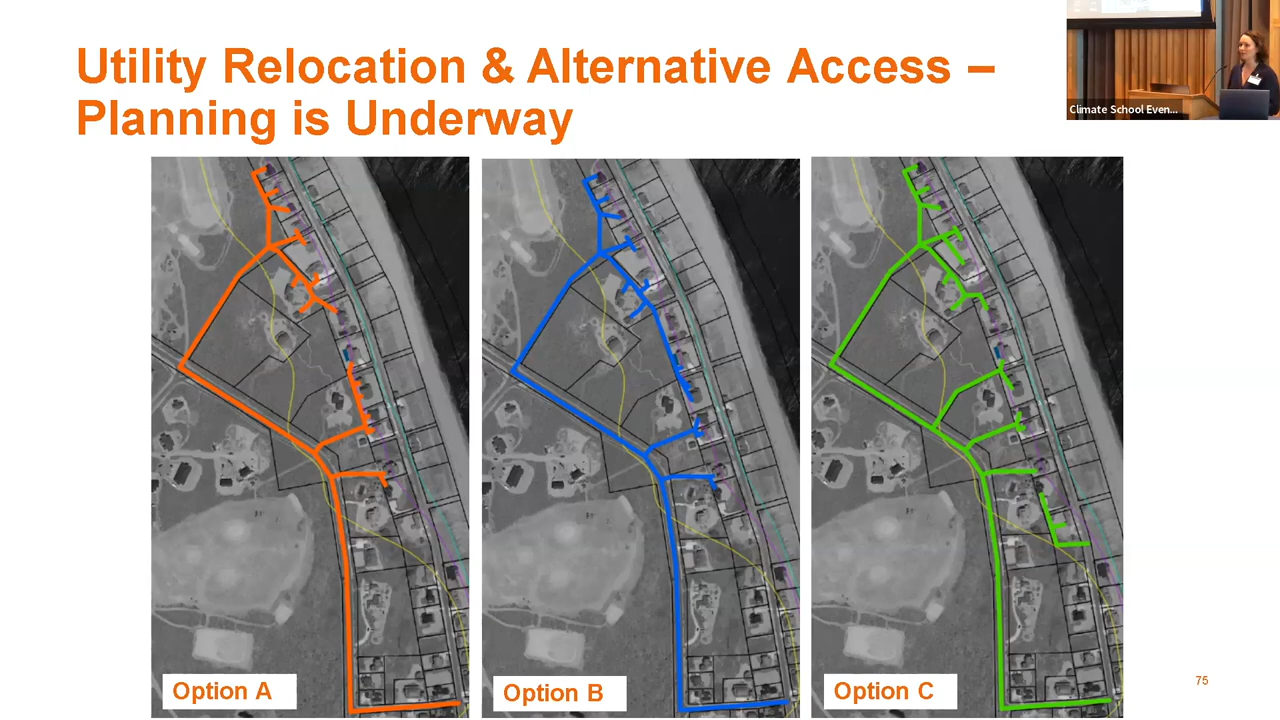 Utility Relocation & Alternative Access –
Planning is Underway
Climate School Even...
Option A
Option B
Option C
75